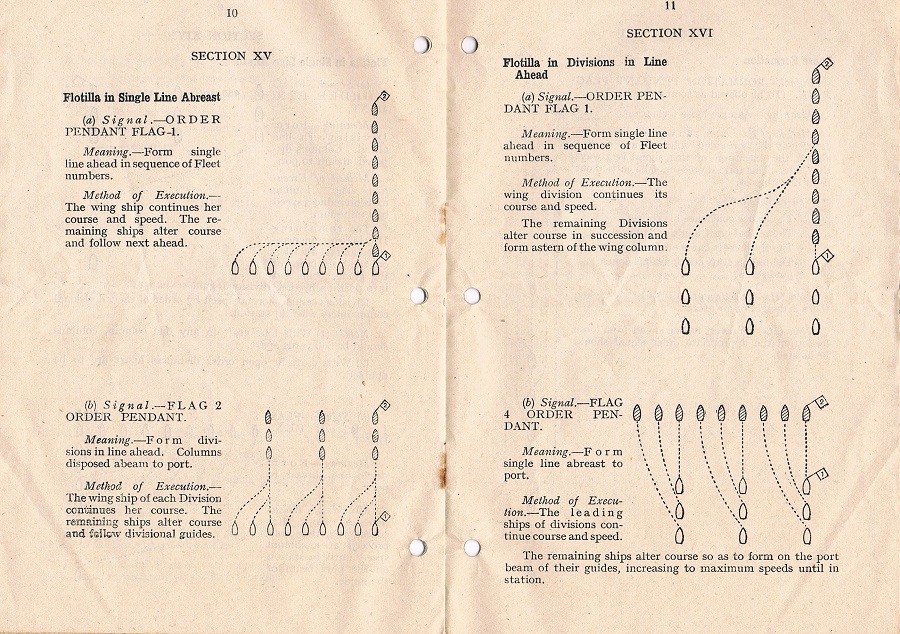 10
SECTION XV
Flotilla in Single Line Abreast
(a) Signal.—ORDER
PENDANT FLAG-1.
Meaning.—Form single
line ahead in sequence of Fleet
numbers.
Method of Execution.—
The wing ship continues her
course and speed. The re-
maining ships alter course
and follow next ahead.
2
1
(b) Signal.—FLAG 2
ORDER PENDANT.
Meaning.—Form divi-
sions in line ahead. Columns
disposed abeam to port.
Method of Execution.—
The wing ship of each Division
continues her course. The
remaining ships alter course
and follow divisional guides.
2
1
11
SECTION XVI
Flotilla in Divisions in Line
Ahead
(a) Signal.—ORDER PEN-
DANT FLAG 1.
Meaning.—Form single line
ahead in sequence of Fleet
numbers.
Method of Execution.—The
wing division continues its
course and speed.
The remaining Divisions
alter course in succession and
form astern of the wing column.
2
1
(b) Signal.—FLAG
4 ORDER PEN-
DANT.
Meaning.—Form
single line abreast to
port.
Method of Execu-
tion.—The leading
ships of divisions con-
tinue course and speed.
2
1
The remaining ships alter course so as to form on the port
beam of their guides, increasing to maximum speeds until in
station.